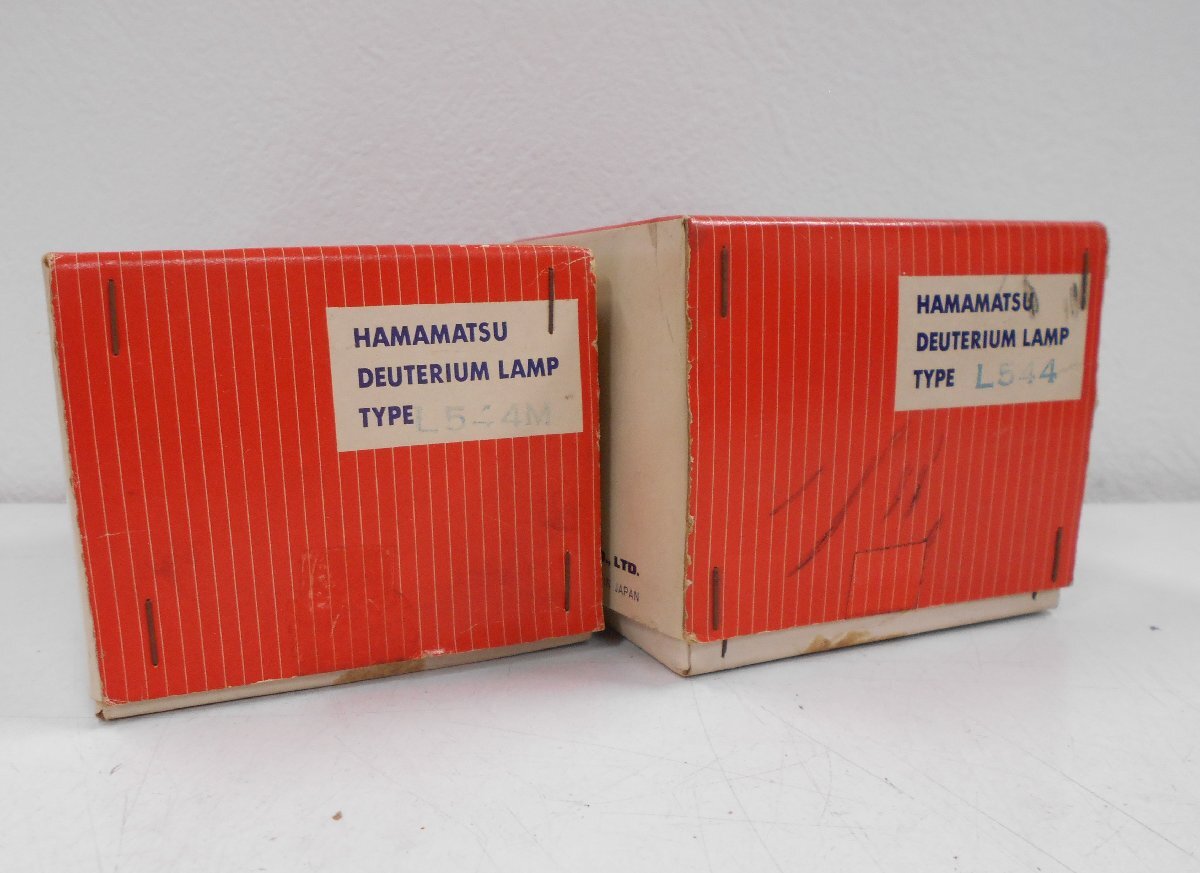 HAMAMATSU
DEUTERIUM LAMP
TYPE L544M
HAMAMATSU
DEUTERIUM LAMP
TYPE L544
LTD.
JAPAN